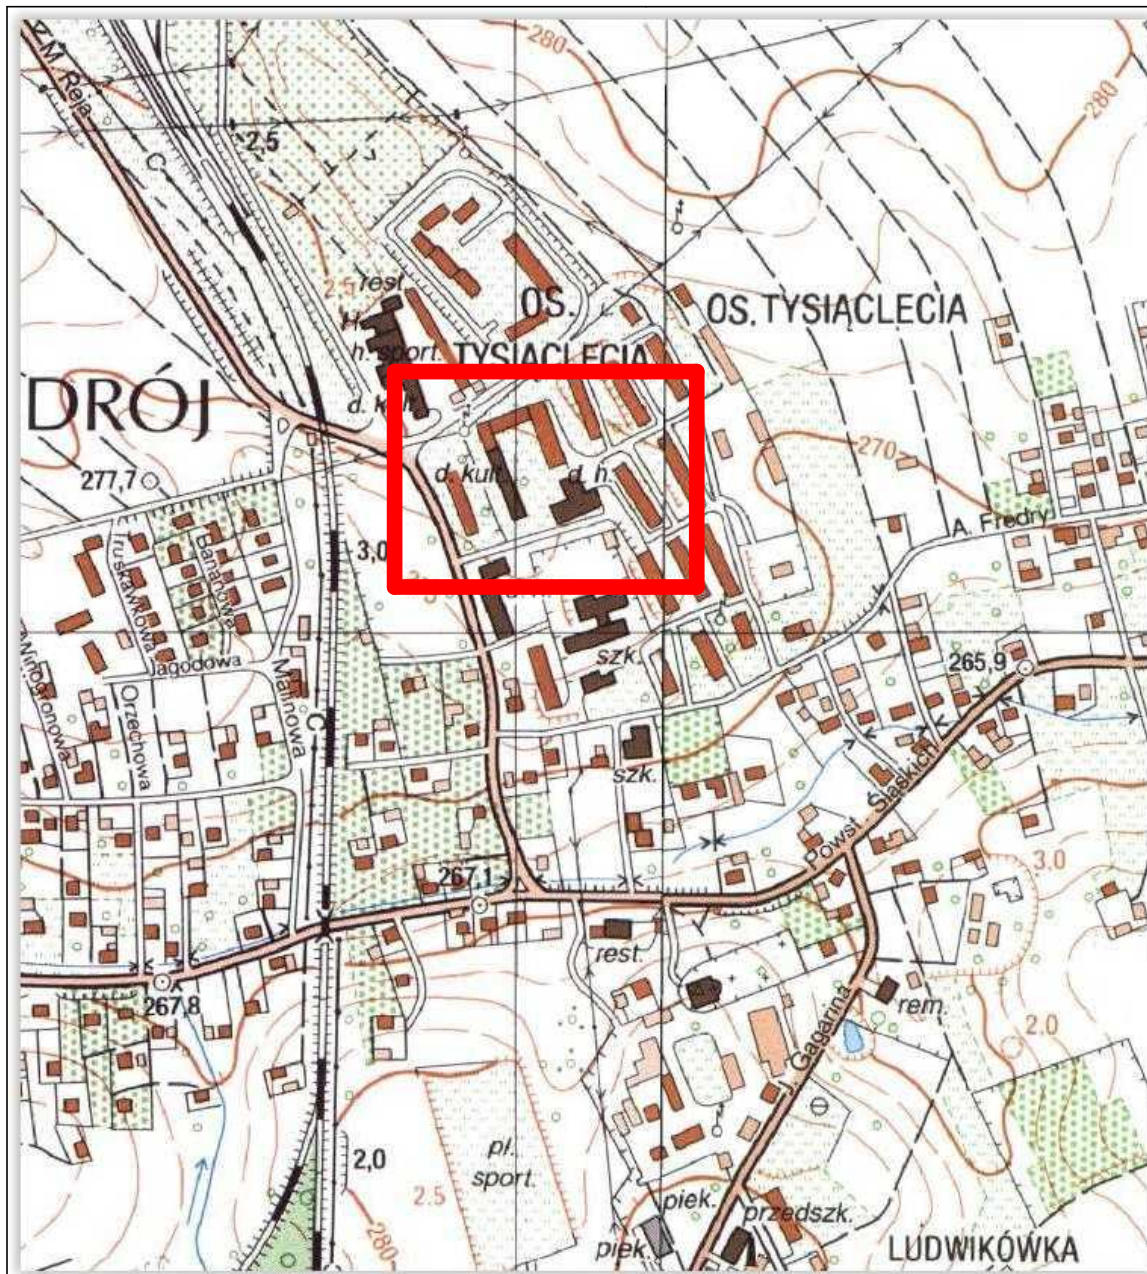 M. Reja
C
2,5
280
280
rest.
H.
h. sport.
OS.
TYSIĄCLECIA
OS. TYSIĄCLECIA
DRÓJ
277,7
d. kult.
d. h.
270
A. Fredry
3,0
Truskawkowa
Bananowa
Jagodowa
Winogronowa
Orzechowa
Malinowa
C
szk.
265,9
szk.
Powst. Śląskich
3.0
267,1
267,8
rest.
rem.
J. Gagarina
2.0
2,0
2.5
pł.
sport.
280
piek.
przedszk.
piek.
LUDWIKÓWKA